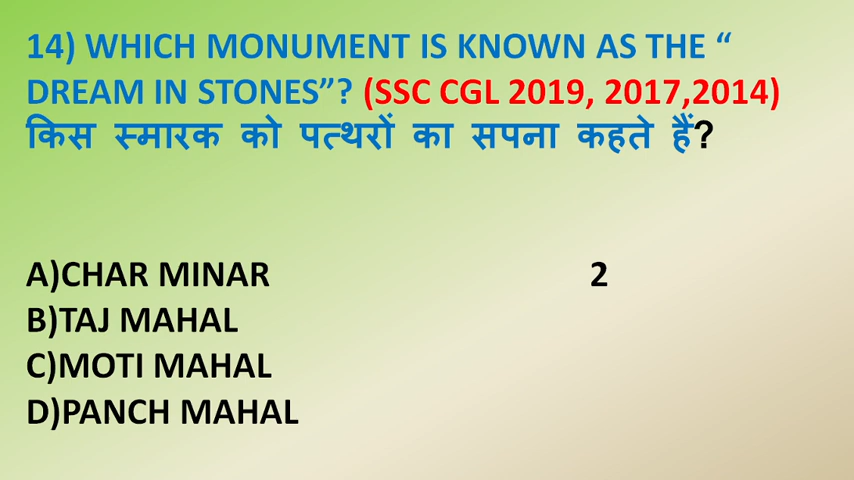 14) WHICH MONUMENT IS KNOWN AS THE “
DREAM IN STONES”? (SSC CGL 2019, 2017,2014)
किस स्मारक को पत्थरों का सपना कहते हैं?
A)CHAR MINAR 2
B)TAJ MAHAL
C)MOTI MAHAL
D)PANCH MAHAL